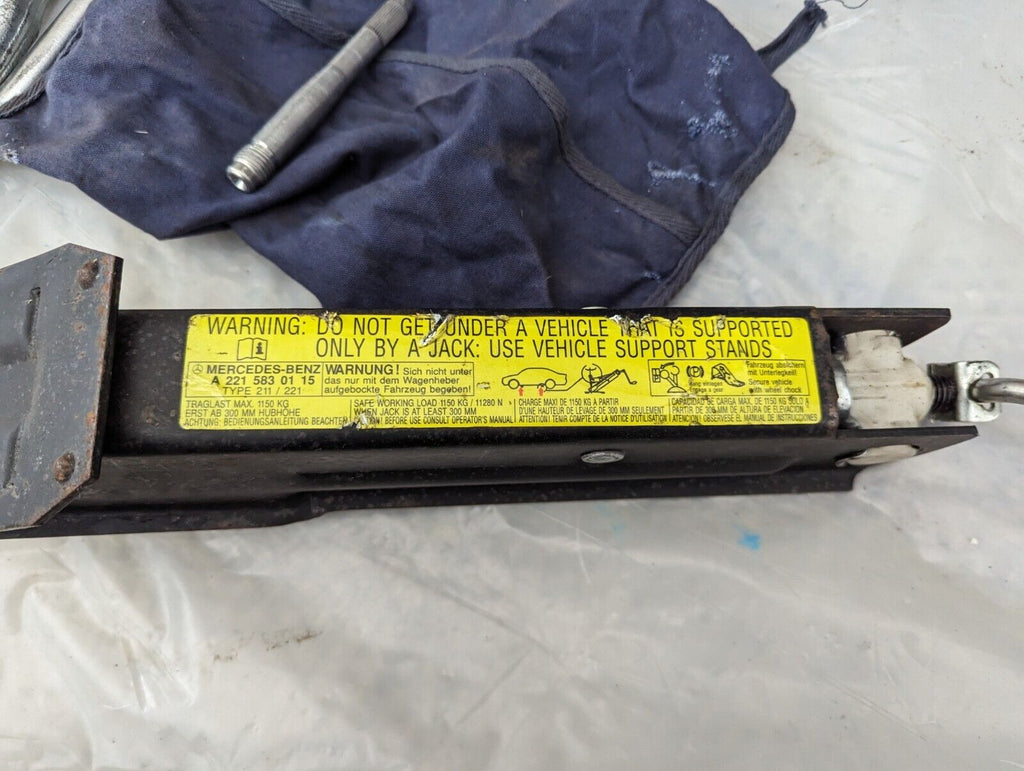 WARNING: DO NOT GET UNDER A VEHICLE THAT IS SUPPORTED
ONLY BY A JACK: USE VEHICLE SUPPORT STANDS
MERCEDES-BENZ
A 221 583 01 15
TYPE 211 / 221
WARNUNG! Sich nicht unter
das nur mit dem Wagenheber
aufgebockte Fahrzeug begeben!
Gang einlegen
Engage a gear
Fahrzeug absichern
mit Unterlegkeil!
Secure vehicle
with wheel chock
TRAGLAST MAX. 1150 KG
ERST AB 300 MM HUBHÖHE
ACHTUNG: BEDIENUNGSANLEITUNG BEACHTEN
SAFE WORKING LOAD 1150 KG / 11280 N
WHEN JACK IS AT LEAST 300 MM
BEFORE USE CONSULT OPERATOR'S MANUAL
CHARGE MAXI DE 1150 KG A PARTIR
D'UNE HAUTEUR DE LEVAGE DE 300 MM SEULEMENT
ATTENTION! TENIR COMPTE DE LA NOTICE D'UTILISATION
CAPACIDAD DE CARGA MAX. DE 1150 KG SOLO A
PARTIR DE 300 MM DE ALTURA DE ELEVACION
ATENCION! OBSERVESE EL MANUAL DE INSTRUCCIONES